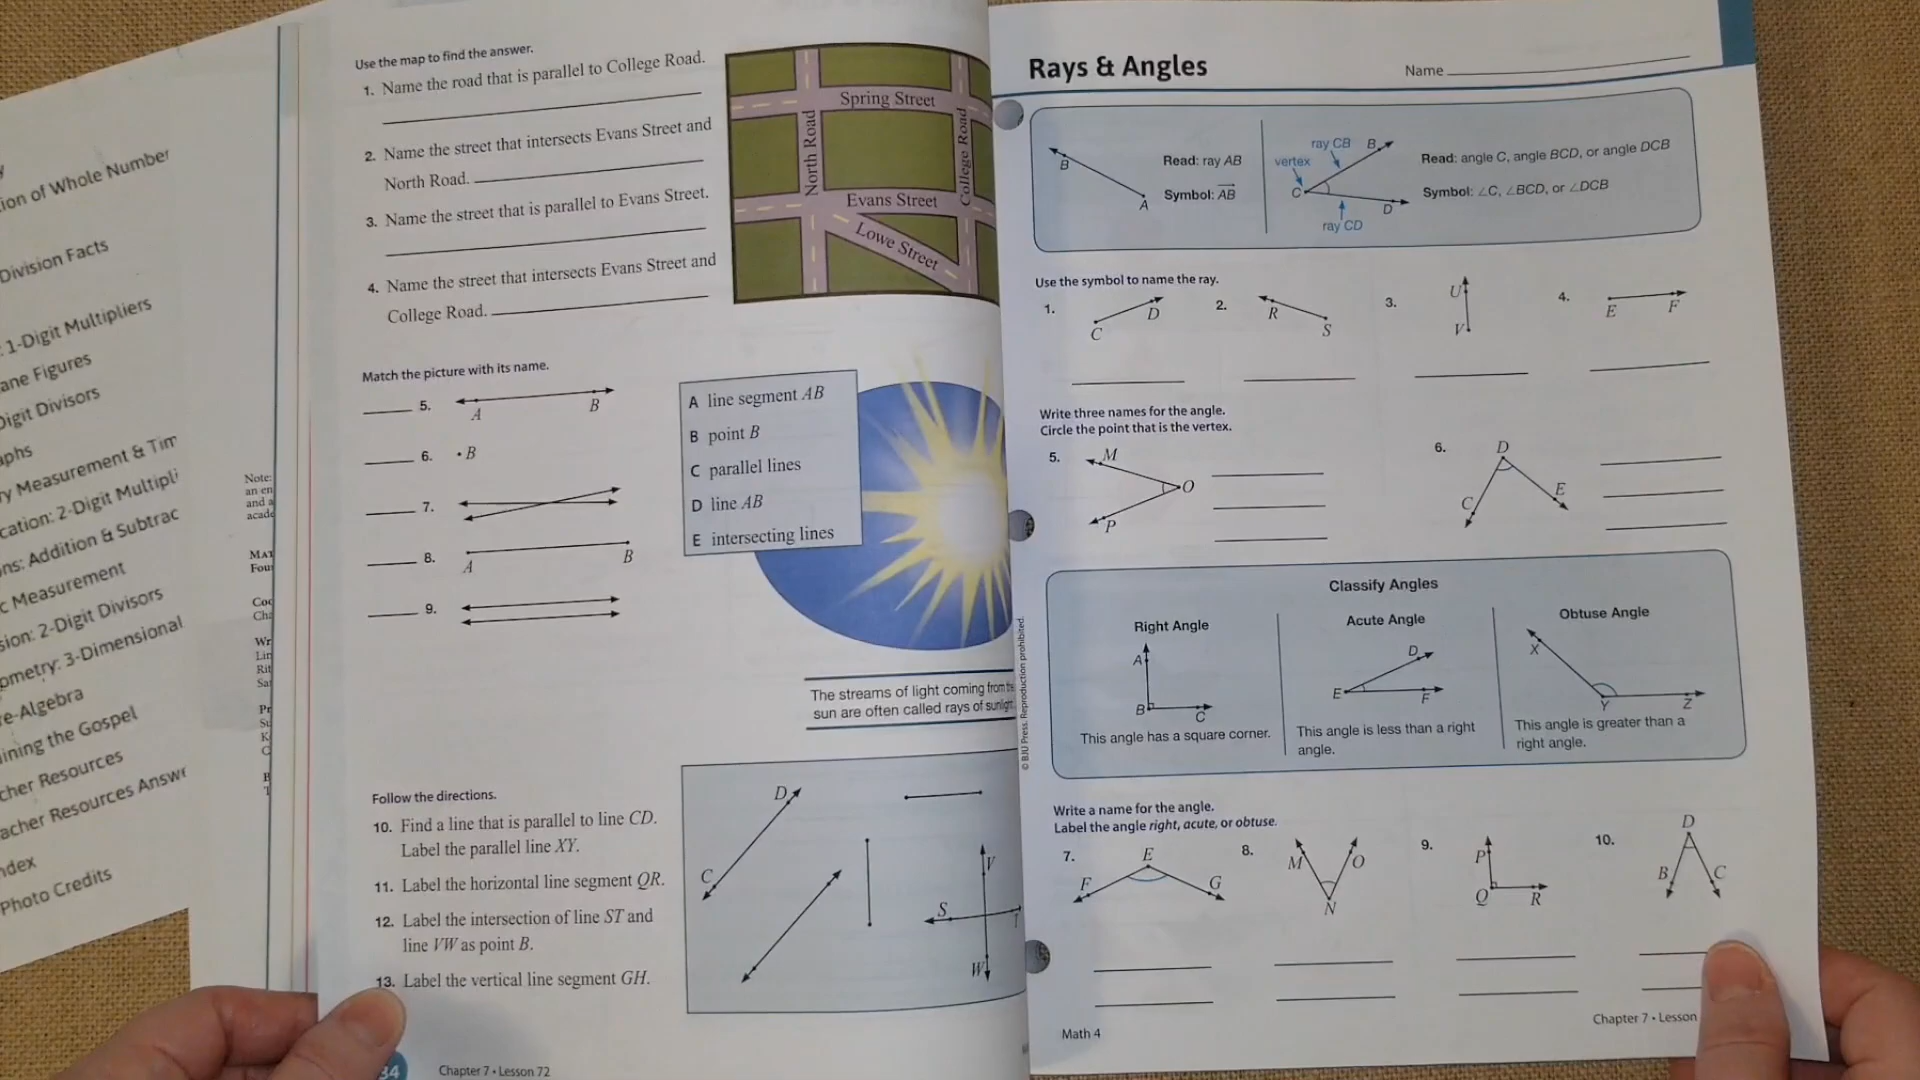 ion of Whole Number
Division Facts
1-Digit Multipliers
ane Figures
Digit Divisors
aphs
ry Measurement & Tim
cation: 2-Digit Multipli
ns: Addition & Subtrac
c Measurement
sion: 2-Digit Divisors
ometry: 3-Dimensional
re-Algebra
ining the Gospel
cher Resources
acher Resources Answ
ndex
Photo Credits
Note:
an en
and a
acade
Use the map to find the answer.
1. Name the road that is parallel to College Road.
2. Name the street that intersects Evans Street and
North Road.
3. Name the street that is parallel to Evans Street.
4. Name the street that intersects Evans Street and
College Road.
Spring Street
North Road
College Road
Evans Street
Lowe Street
Match the picture with its name.
5. A B
6. B
7.
8. A B
9.
A line segment AB
B point B
C parallel lines
D line AB
E intersecting lines
The streams of light coming from the
sun are often called rays of sunlight.
Follow the directions.
10. Find a line that is parallel to line CD.
Label the parallel line XY.
11. Label the horizontal line segment QR.
12. Label the intersection of line ST and
line VW as point B.
13. Label the vertical line segment GH.
D
C
V
S T
W
34 Chapter 7 • Lesson 72
Rays & Angles
Name
B
A
Read: ray AB
Symbol: AB
ray CB B
vertex
C
D
ray CD
Read: angle C, angle BCD, or angle DCB
Symbol: ∠C, ∠BCD, or ∠DCB
Use the symbol to name the ray.
1. C D
2. R S
3. U V
4. E F
Write three names for the angle.
Circle the point that is the vertex.
5. M O P
6. D C E
Classify Angles
Right Angle
A
B C
This angle has a square corner.
Acute Angle
D
E F
This angle is less than a right
angle.
Obtuse Angle
X
Y Z
This angle is greater than a
right angle.
© BJU Press. Reproduction prohibited.
Write a name for the angle.
Label the angle right, acute, or obtuse.
7. E F G
8. M O N
9. P Q R
10. D B C
Math 4
Chapter 7 • Lesson